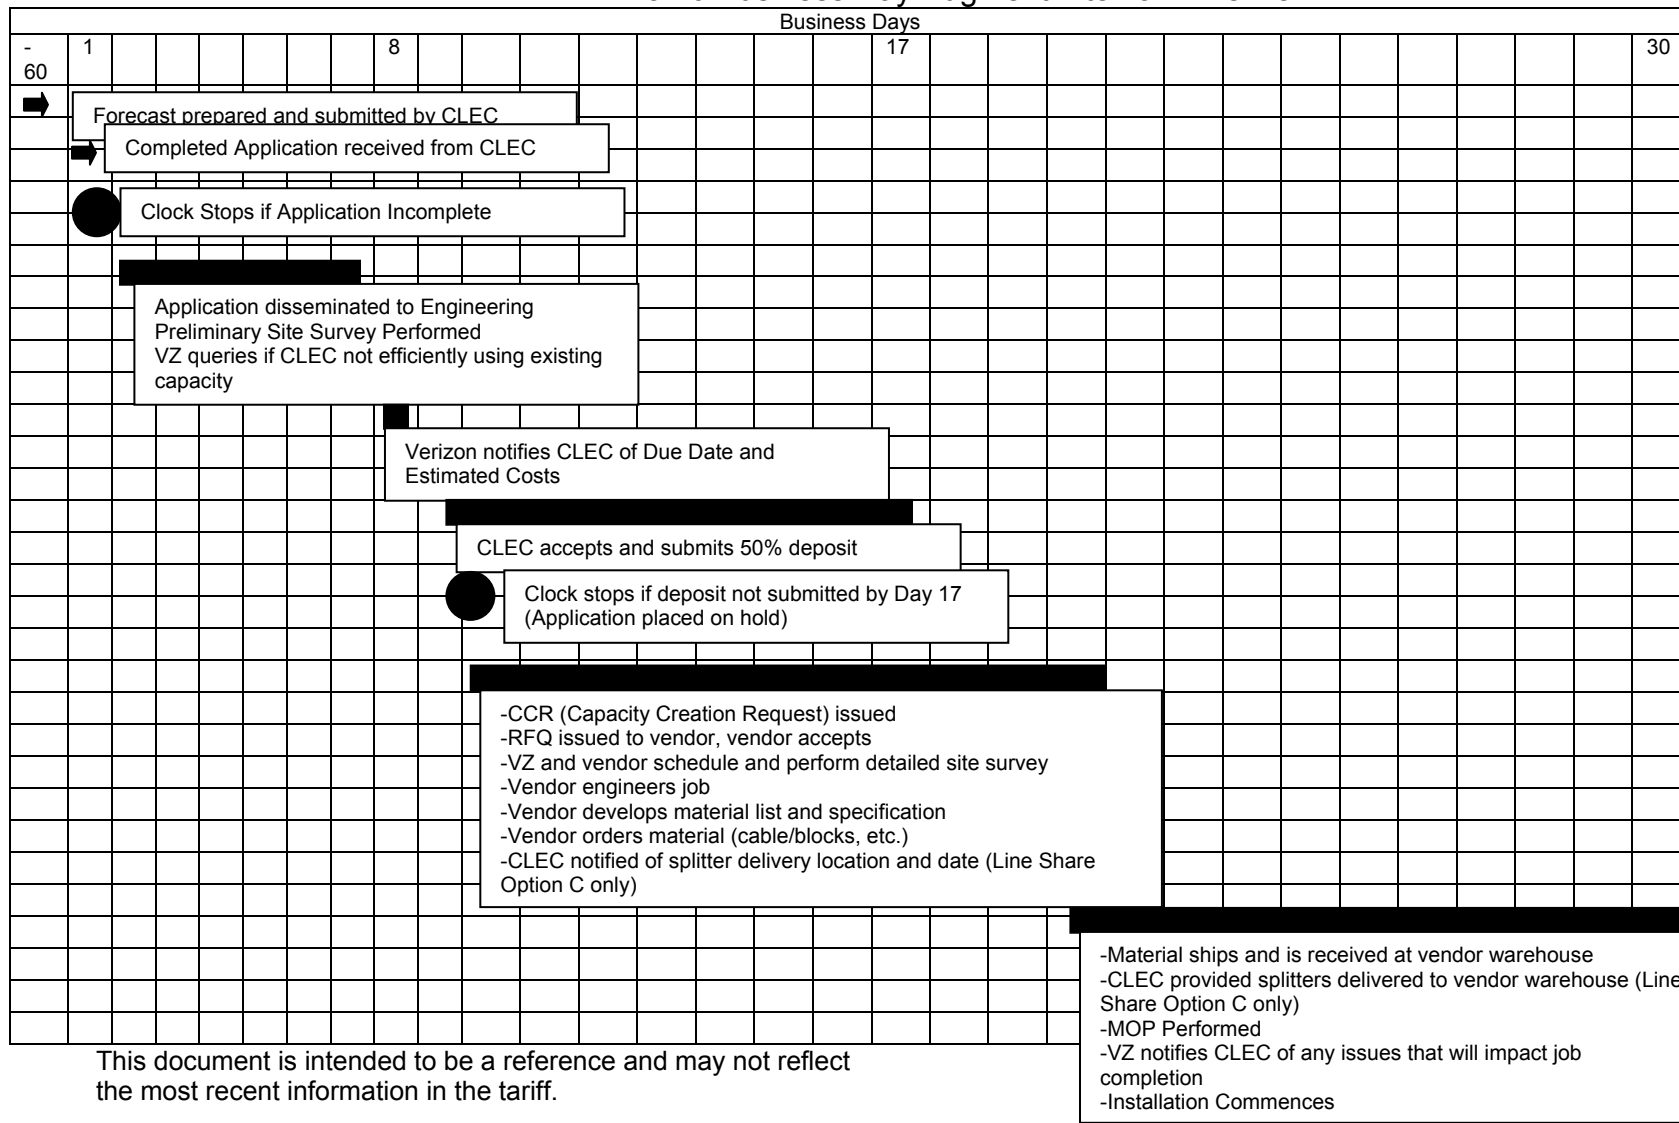 Business Days
-
60
1
8
17
30
Forecast prepared and submitted by CLEC
Completed Application received from CLEC
Clock Stops if Application Incomplete
Application disseminated to Engineering
Preliminary Site Survey Performed
VZ queries if CLEC not efficiently using existing
capacity
Verizon notifies CLEC of Due Date and
Estimated Costs
CLEC accepts and submits 50% deposit
Clock stops if deposit not submitted by Day 17
(Application placed on hold)
-CCR (Capacity Creation Request) issued
-RFQ issued to vendor, vendor accepts
-VZ and vendor schedule and perform detailed site survey
-Vendor engineers job
-Vendor develops material list and specification
-Vendor orders material (cable/blocks, etc.)
-CLEC notified of splitter delivery location and date (Line Share
Option C only)
-Material ships and is received at vendor warehouse
-CLEC provided splitters delivered to vendor warehouse (Line
Share Option C only)
-MOP Performed
-VZ notifies CLEC of any issues that will impact job
completion
-Installation Commences
This document is intended to be a reference and may not reflect
the most recent information in the tariff.